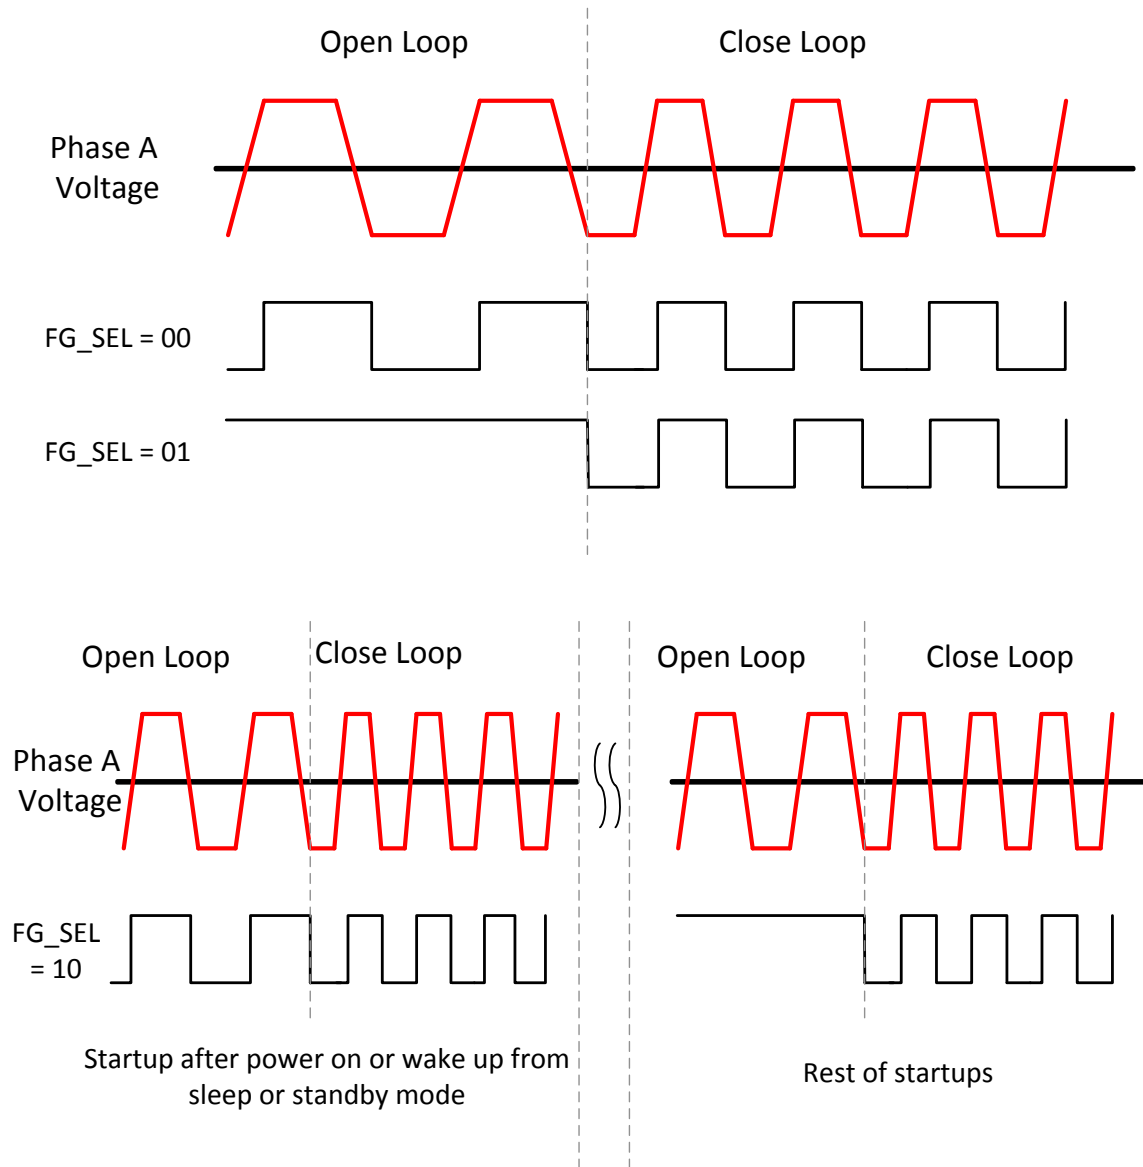 Open Loop
Close Loop
Phase A
Voltage
FG_SEL = 00
FG_SEL = 01
Open Loop
Close Loop
Open Loop
Close Loop
Phase A
Voltage
FG_SEL
= 10
Startup after power on or wake up from
sleep or standby mode
Rest of startups